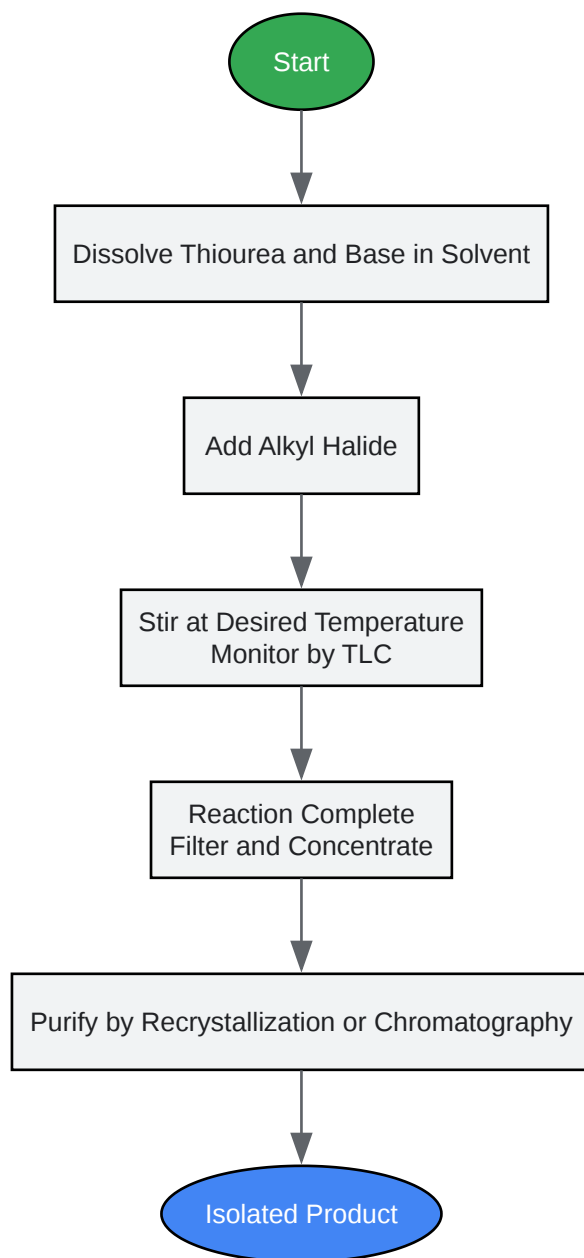 Start
Dissolve Thiourea and Base in Solvent
Add Alkyl Halide
Stir at Desired Temperature
Monitor by TLC
Reaction Complete
Filter and Concentrate
Purify by Recrystallization or Chromatography
Isolated Product